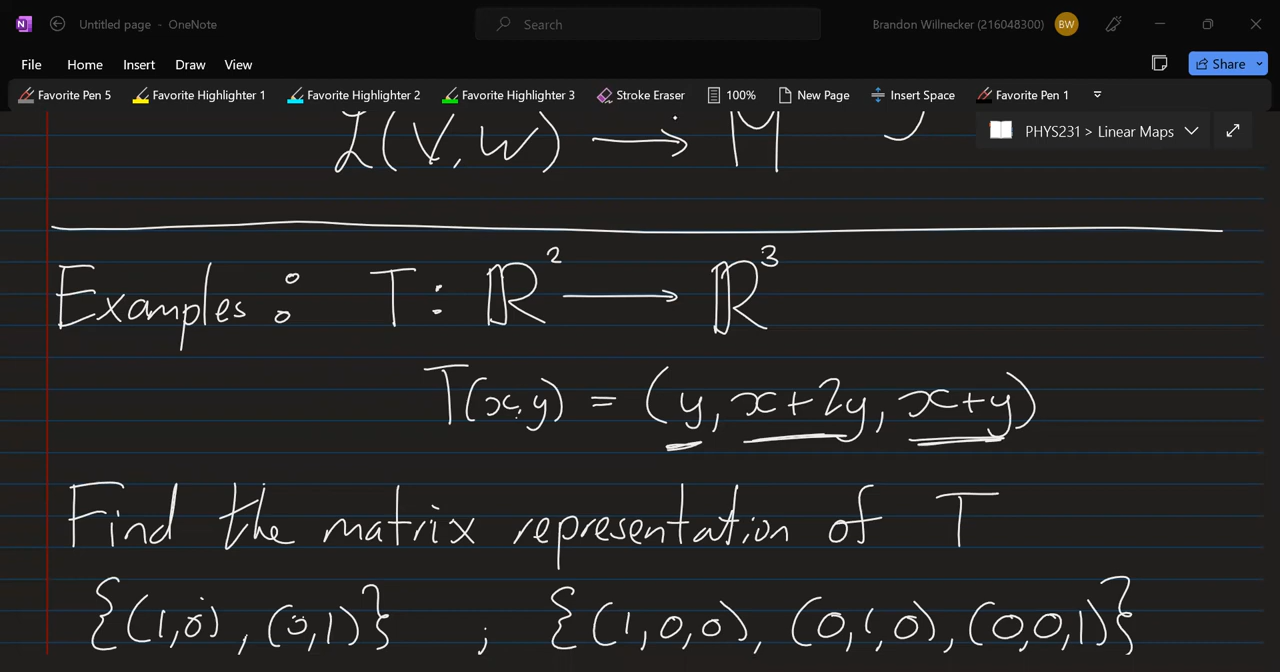 Untitled page - OneNote
Search
Brandon Willnecker (216048300) BW
File Home Insert Draw View
Share
Favorite Pen 5 Favorite Highlighter 1 Favorite Highlighter 2 Favorite Highlighter 3 Stroke Eraser 100% New Page Insert Space Favorite Pen 1
PHYS231 > Linear Maps
ℒ(V, W) → M
Examples : T : ℝ² → ℝ³
T(x,y) = (y, x+2y, x+y)
Find the matrix representation of T
{(1,0), (0,1)} ; {(1,0,0), (0,1,0), (0,0,1)}